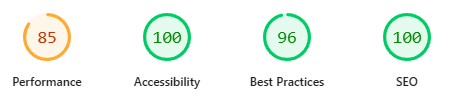 85 100 96 100
Performance Accessibility Best Practices SEO